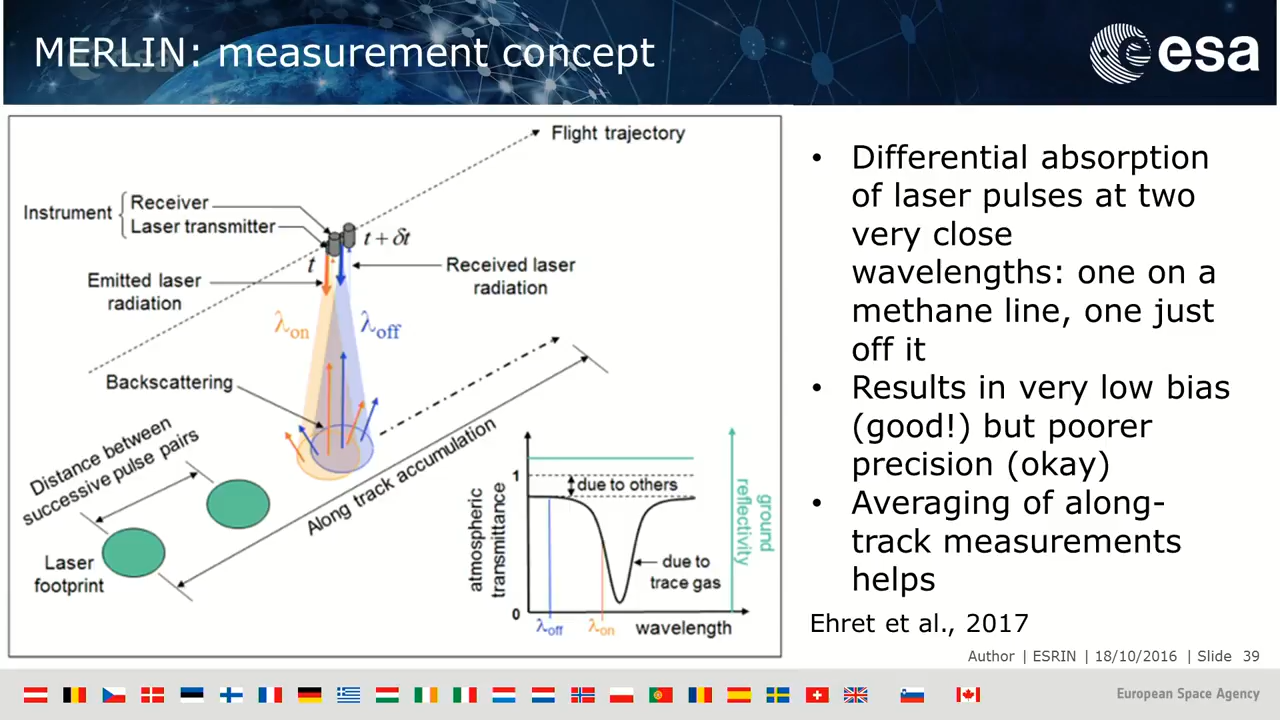 MERLIN: measurement concept
esa
Flight trajectory
Instrument
Receiver
Laser transmitter
t
t + δt
Emitted laser
radiation
Received laser
radiation
λon
λoff
Backscattering
Distance between
successive pulse pairs
Along track accumulation
Laser
footprint
1
0
atmospheric
transmittance
due to others
due to
trace gas
ground
reflectivity
λoff
λon
wavelength
• Differential absorption
of laser pulses at two
very close
wavelengths: one on a
methane line, one just
off it
• Results in very low bias
(good!) but poorer
precision (okay)
• Averaging of along-
track measurements
helps
Ehret et al., 2017
Author | ESRIN | 18/10/2016 | Slide 39
European Space Agency